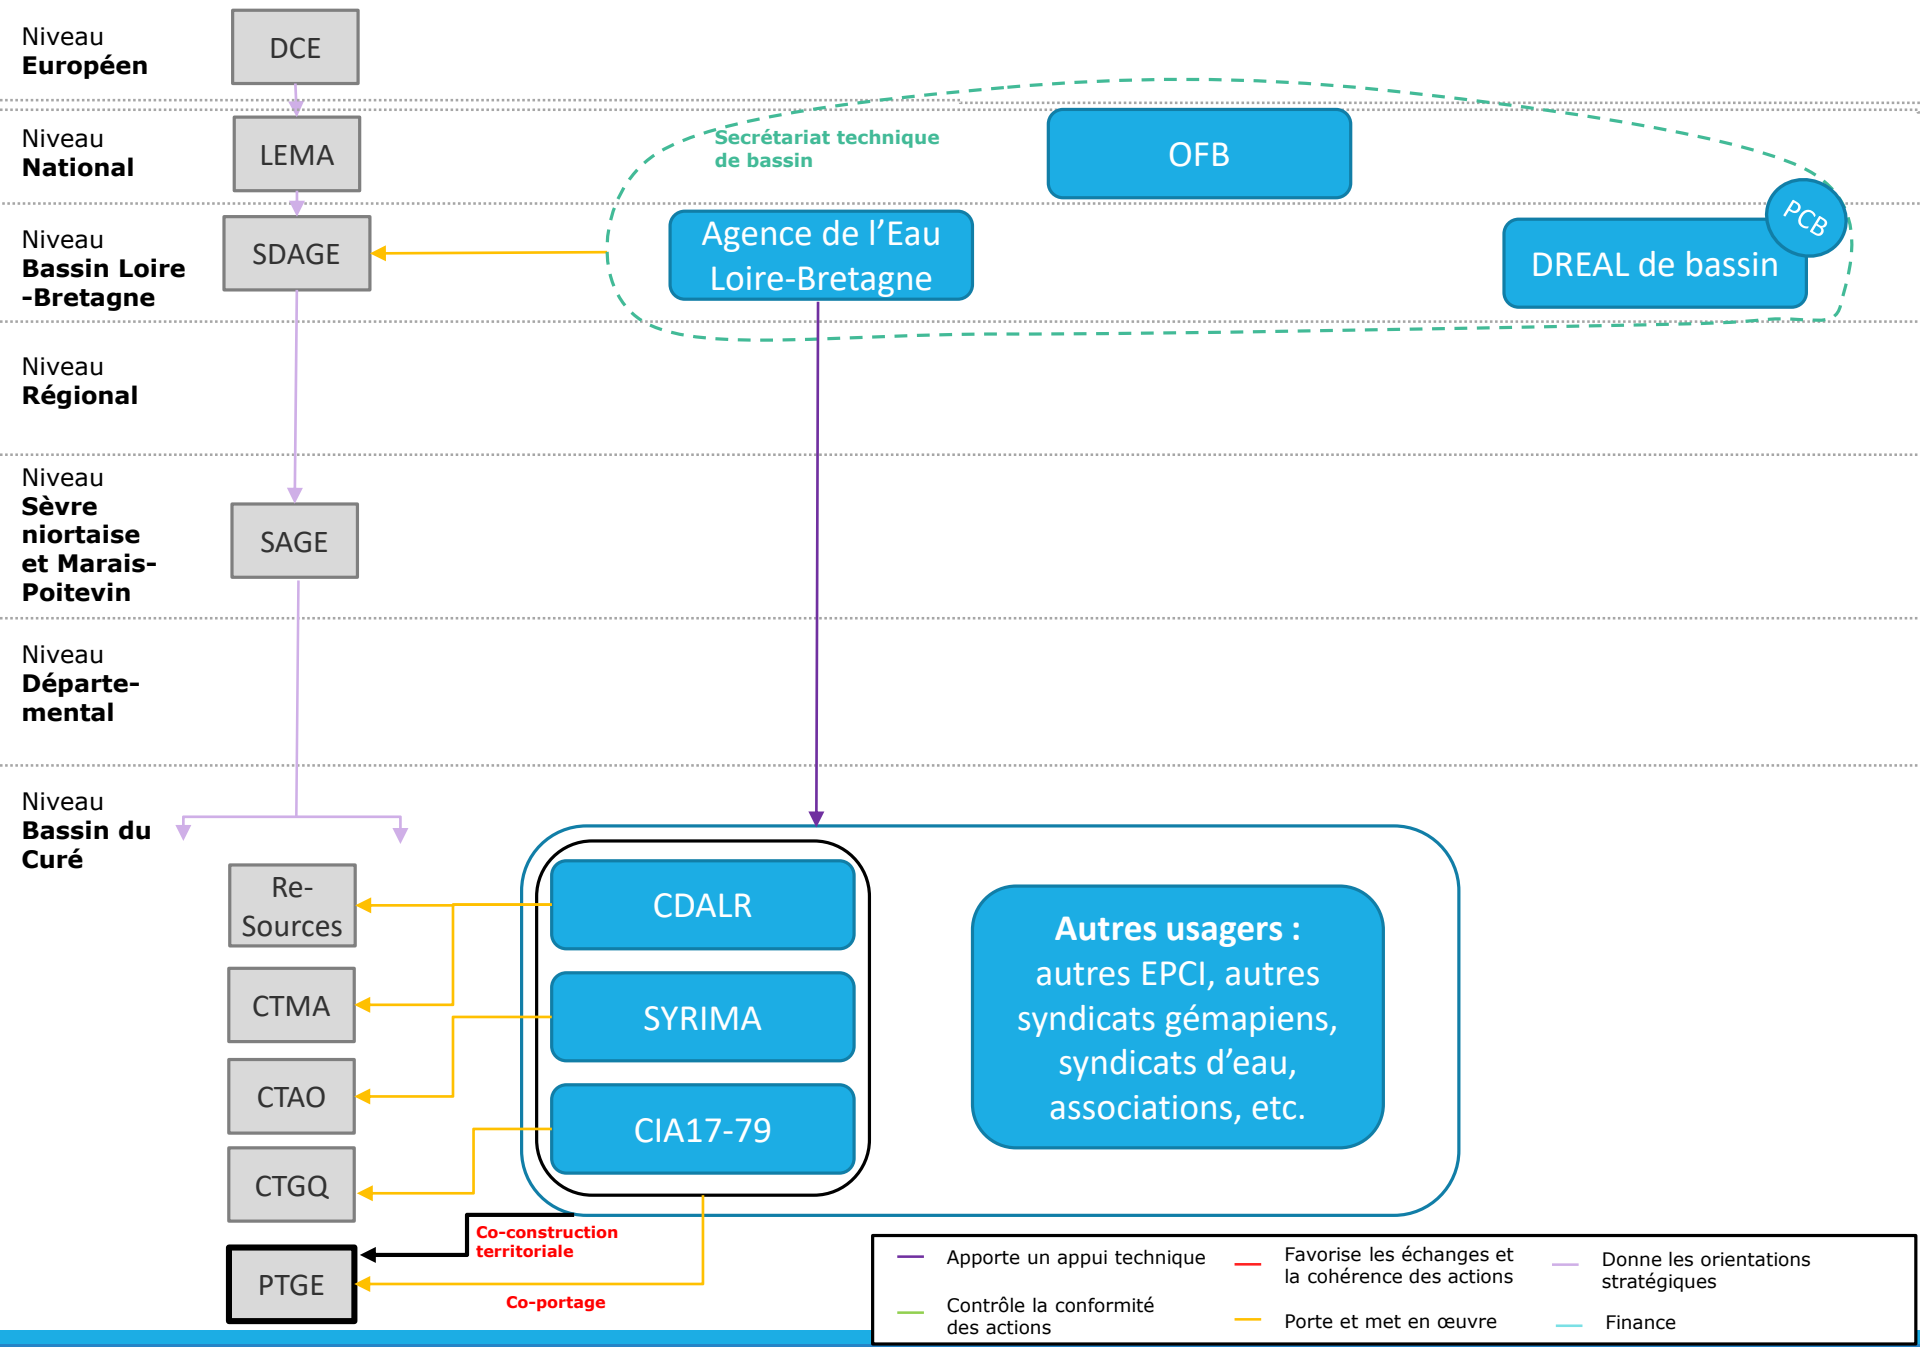 Niveau
Européen
DCE
Niveau
National
LEMA
Secrétariat technique
de bassin
OFB
Niveau
Bassin Loire
-Bretagne
SDAGE
Agence de l'Eau
Loire-Bretagne
DREAL de bassin
PCB
Niveau
Régional
Niveau
Sèvre
niortaise
et Marais-
Poitevin
SAGE
Niveau
Départe-
mental
Niveau
Bassin du
Curé
Re-
Sources
CTMA
CTAO
CTGQ
PTGE
CDALR
SYRIMA
CIA17-79
Autres usagers :
autres EPCI, autres
syndicats gémapiens,
syndicats d'eau,
associations, etc.
Co-construction
territoriale
Co-portage
Apporte un appui technique
Favorise les échanges et
la cohérence des actions
Donne les orientations
stratégiques
Contrôle la conformité
des actions
Porte et met en œuvre
Finance